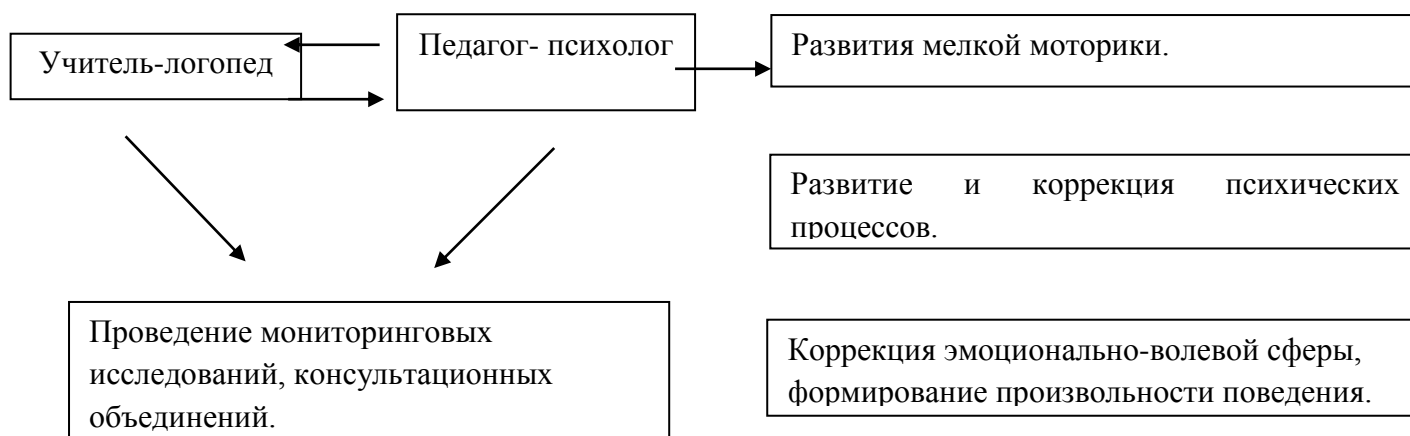 Учитель-логопед
Педагог- психолог
Развития мелкой моторики.
Развитие и коррекция психических
процессов.
Проведение мониторинговых
исследований, консультационных
объединений.
Коррекция эмоционально-волевой сферы,
формирование произвольности поведения.